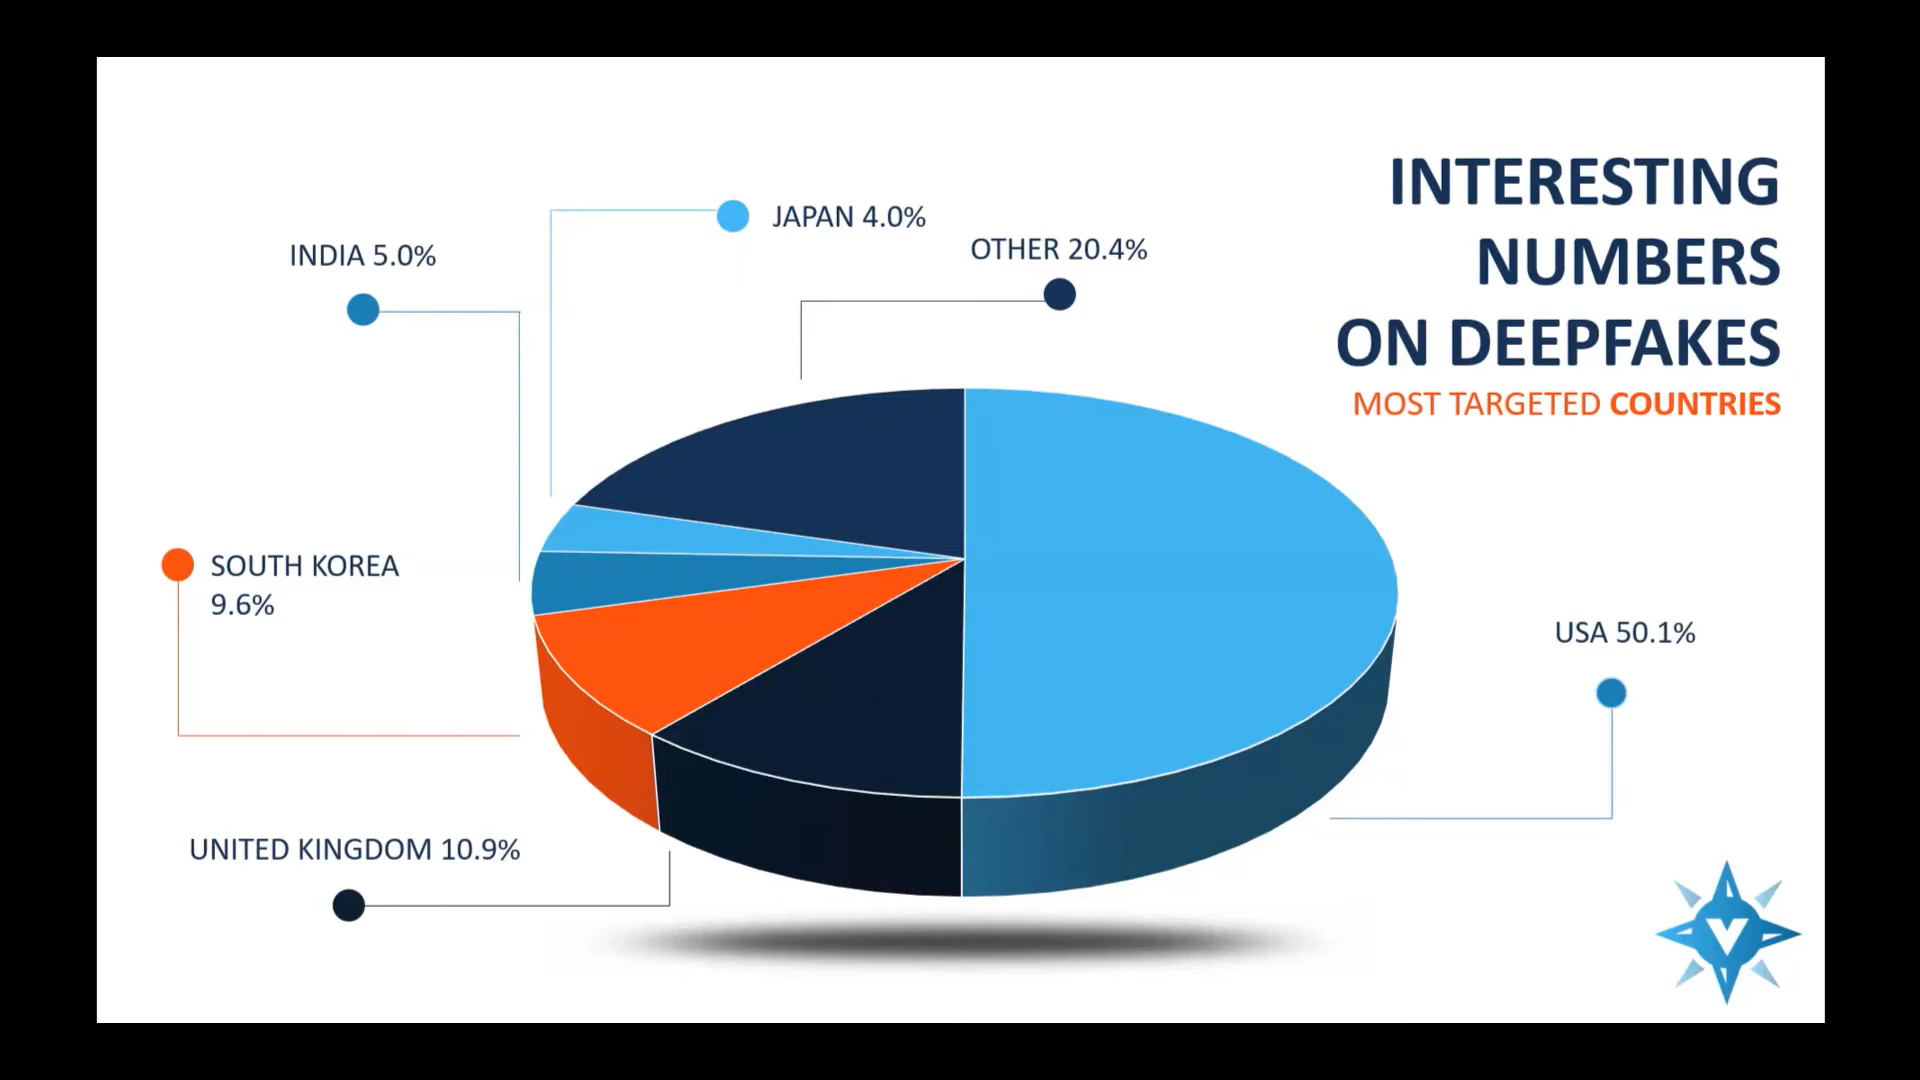 INTERESTING
NUMBERS
ON DEEPFAKES
MOST TARGETED COUNTRIES
JAPAN 4.0%
OTHER 20.4%
INDIA 5.0%
SOUTH KOREA
9.6%
USA 50.1%
UNITED KINGDOM 10.9%
V